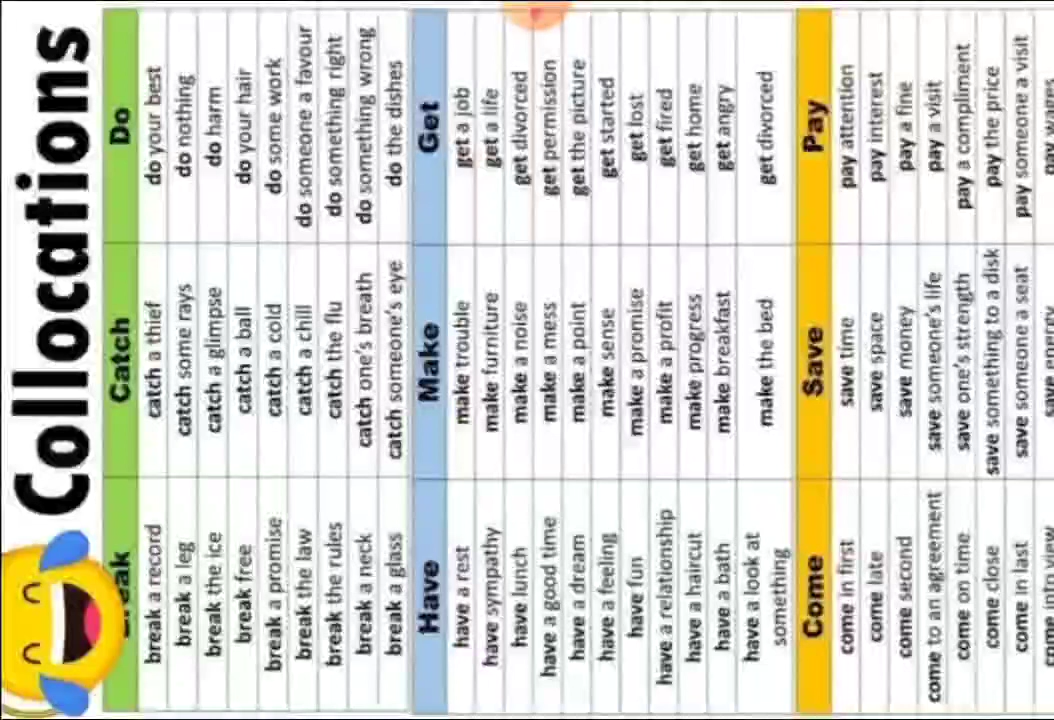 Collocations
Break Catch Do
break a record catch a thief do your best
break a leg catch some rays do nothing
break the ice catch a glimpse do harm
break free catch a ball do your hair
break a promise catch a cold do some work
break the law catch a chill do someone a favour
break the rules catch the flu do something right
break a neck catch one's breath do something wrong
break a glass catch someone's eye do the dishes
Have Make Get
have a rest make trouble get a job
have sympathy make furniture get a life
have lunch make a noise get divorced
have a good time make a mess get permission
have a dream make a point get the picture
have a feeling make sense get started
have fun make a promise get lost
have a relationship make a profit get fired
have a haircut make progress get home
have a bath make breakfast get angry
have a look at something make the bed get divorced
Come Save Pay
come in first save time pay attention
come late save space pay interest
come second save money pay a fine
come to an agreement save someone's life pay a visit
come on time save one's strength pay a compliment
come close save something to a disk pay the price
come in last save someone a seat pay someone a visit
come into view save energy pay wages